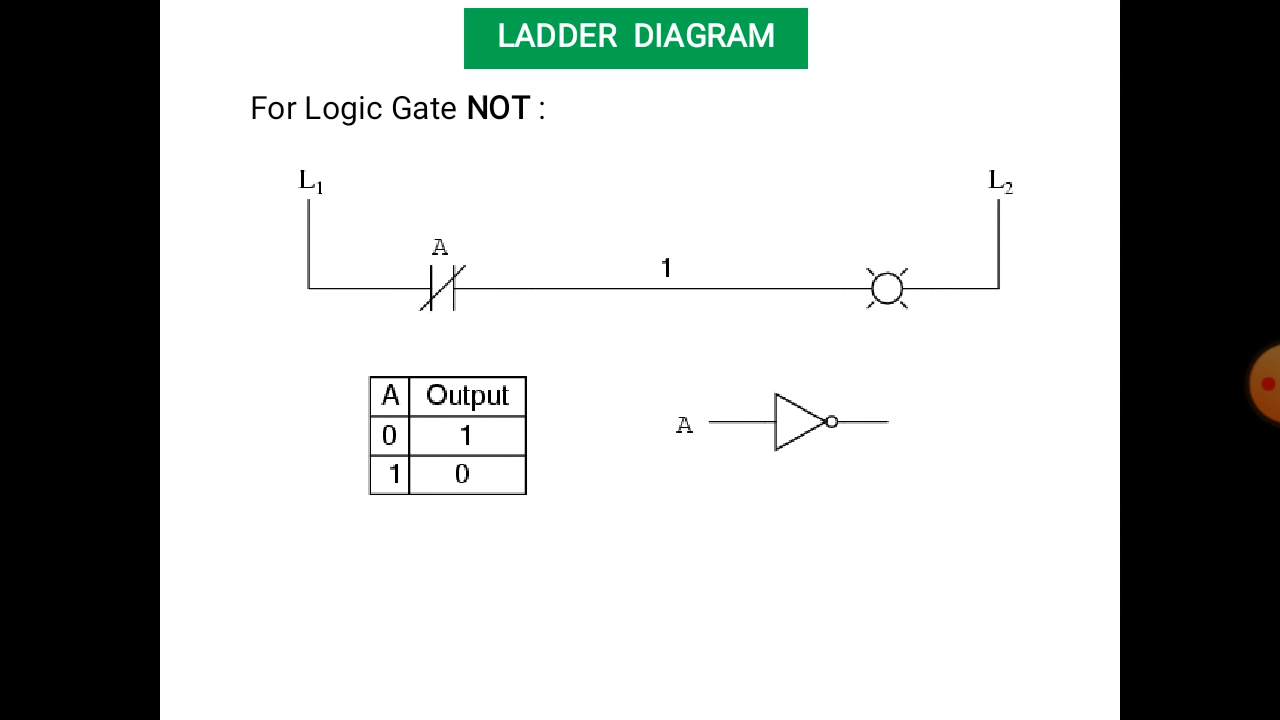 LADDER DIAGRAM
For Logic Gate NOT :
L1 L2
A
1
A Output
0 1
1 0
A